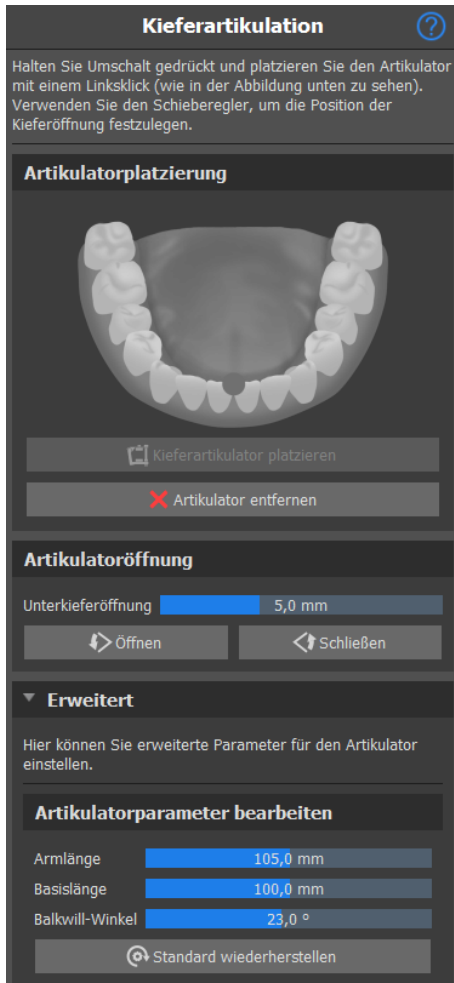 Kieferartikulation
?
Halten Sie Umschalt gedrückt und platzieren Sie den Artikulator
mit einem Linksklick (wie in der Abbildung unten zu sehen).
Verwenden Sie den Schieberegler, um die Position der
Kieferöffnung festzulegen.
Artikulatorplatzierung
Kieferartikulator platzieren
Artikulator entfernen
Artikulatoröffnung
Unterkieferöffnung 5,0 mm
Öffnen Schließen
Erweitert
Hier können Sie erweiterte Parameter für den Artikulator
einstellen.
Artikulatorparameter bearbeiten
Armlänge 105,0 mm
Basislänge 100,0 mm
Balkwill-Winkel 23,0 º
Standard wiederherstellen